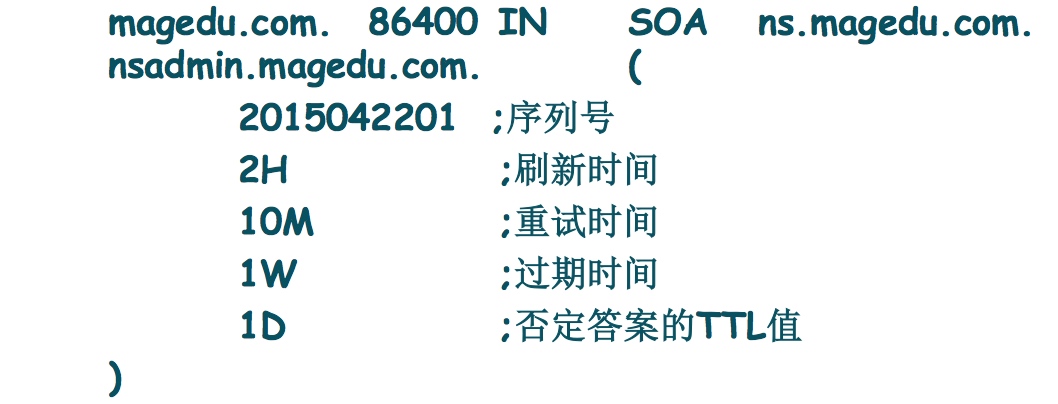 magedu.com. 86400 IN SOA ns.magedu.com.
nsadmin.magedu.com. (
2015042201 ;序列号
2H ;刷新时间
10M ;重试时间
1W ;过期时间
1D ;否定答案的TTL值
)